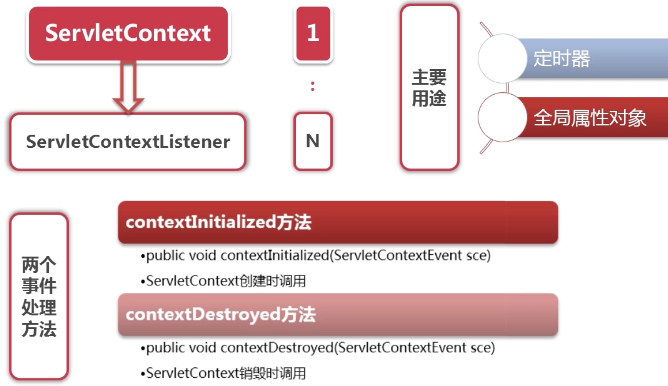 ServletContext
1
:
ServletContextListener
N
主要
用途
定时器
全局属性对象
两个
事件
处理
方法
contextInitialized方法
•public void contextInitialized(ServletContextEvent sce)
•ServletContext创建时调用
contextDestroyed方法
•public void contextDestroyed(ServletContextEvent sce)
•ServletContext销毁时调用